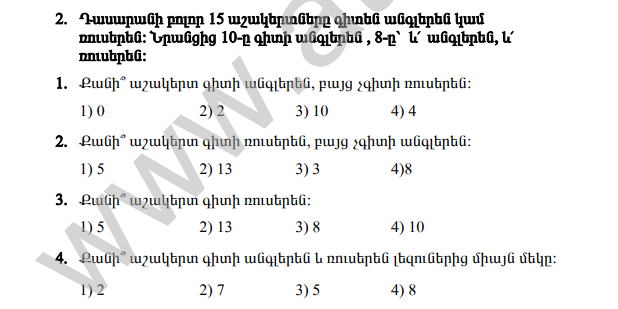 2. Դասարանի բոլոր 15 աշակերտները գիտեն անգլերեն կամ
ռուսերեն: Նրանցից 10-ը գիտի անգլերեն , 8-ը՝ և՛ անգլերեն, և՛
ռուսերեն:
1. Քանի՞ աշակերտ գիտի անգլերեն, բայց չգիտի ռուսերեն:
1) 0 2) 2 3) 10 4) 4
2. Քանի՞ աշակերտ գիտի ռուսերեն, բայց չգիտի անգլերեն:
1) 5 2) 13 3) 3 4)8
3. Քանի՞ աշակերտ գիտի ռուսերեն:
1) 5 2) 13 3) 8 4) 10
4. Քանի՞ աշակերտ գիտի անգլերեն և ռուսերեն լեզուներից միայն մեկը:
1) 2 2) 7 3) 5 4) 8
www.a